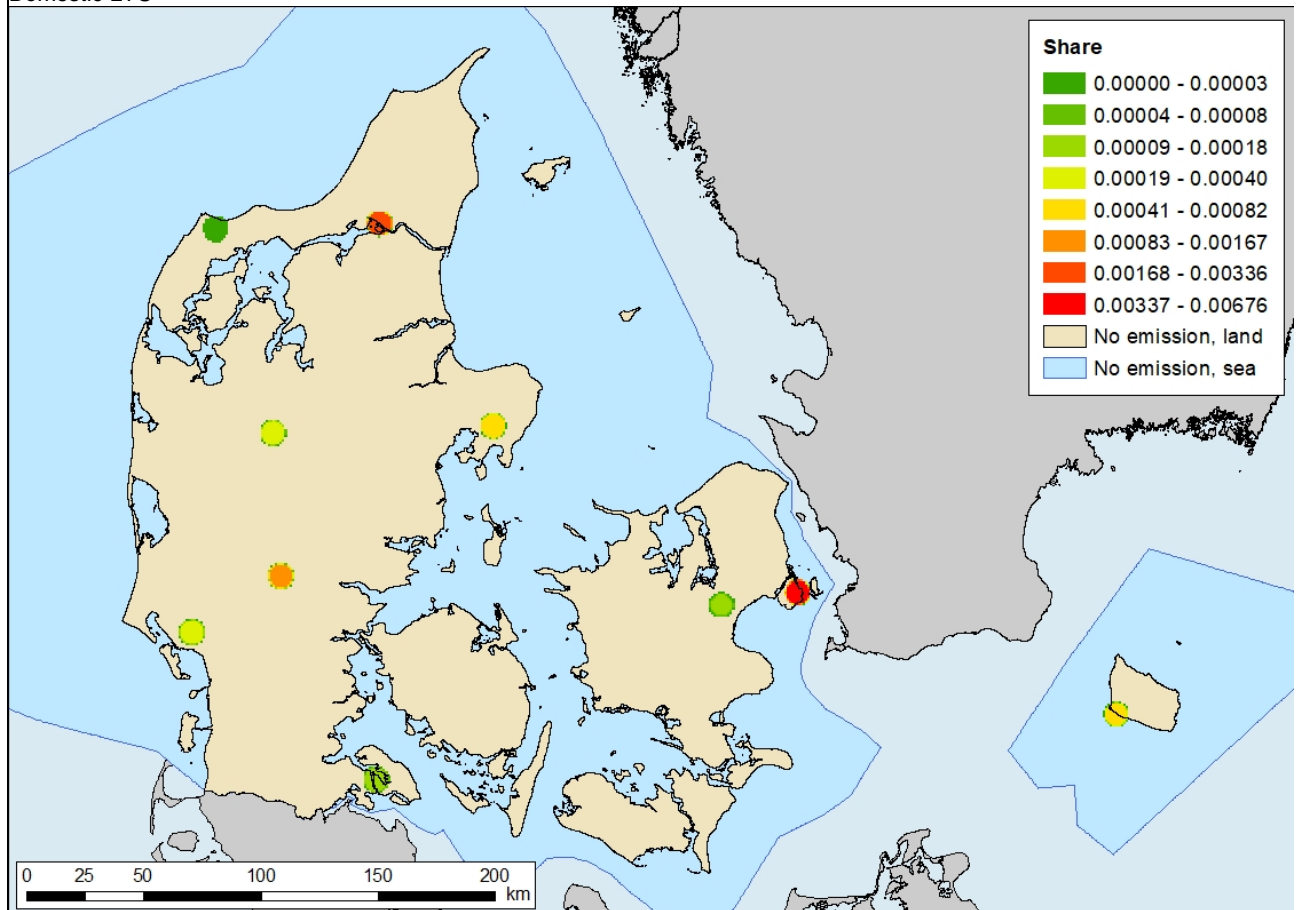 Domestic LTO
Share
0.00000 - 0.00003
0.00004 - 0.00008
0.00009 - 0.00018
0.00019 - 0.00040
0.00041 - 0.00082
0.00083 - 0.00167
0.00168 - 0.00336
0.00337 - 0.00676
No emission, land
No emission, sea
0 25 50 100 150 200
km